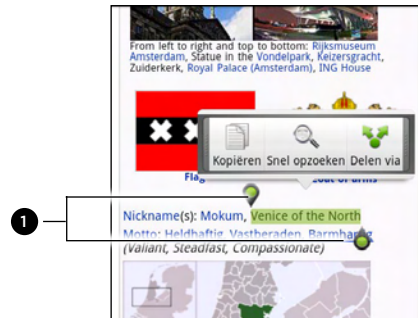 From left to right and top to bottom: Rijksmuseum
Amsterdam, Statue in the Vondelpark, Keizersgracht,
Zuiderkerk, Royal Palace (Amsterdam), ING House
Kopiëren Snel opzoeken Delen via
Flag Coat of arms
1
Nickname(s): Mokum, Venice of the North
Motto: Heldhaftig, Vastberaden, Barmhartig
(Valiant, Steadfast, Compassionate)